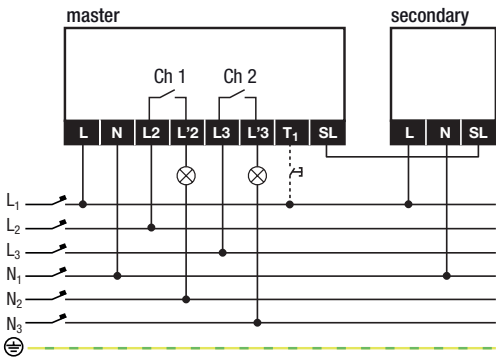 master secondary
Ch 1 Ch 2
L N L2 L'2 L3 L'3 T₁ SL L N SL
L₁
L₂
L₃
N₁
N₂
N₃